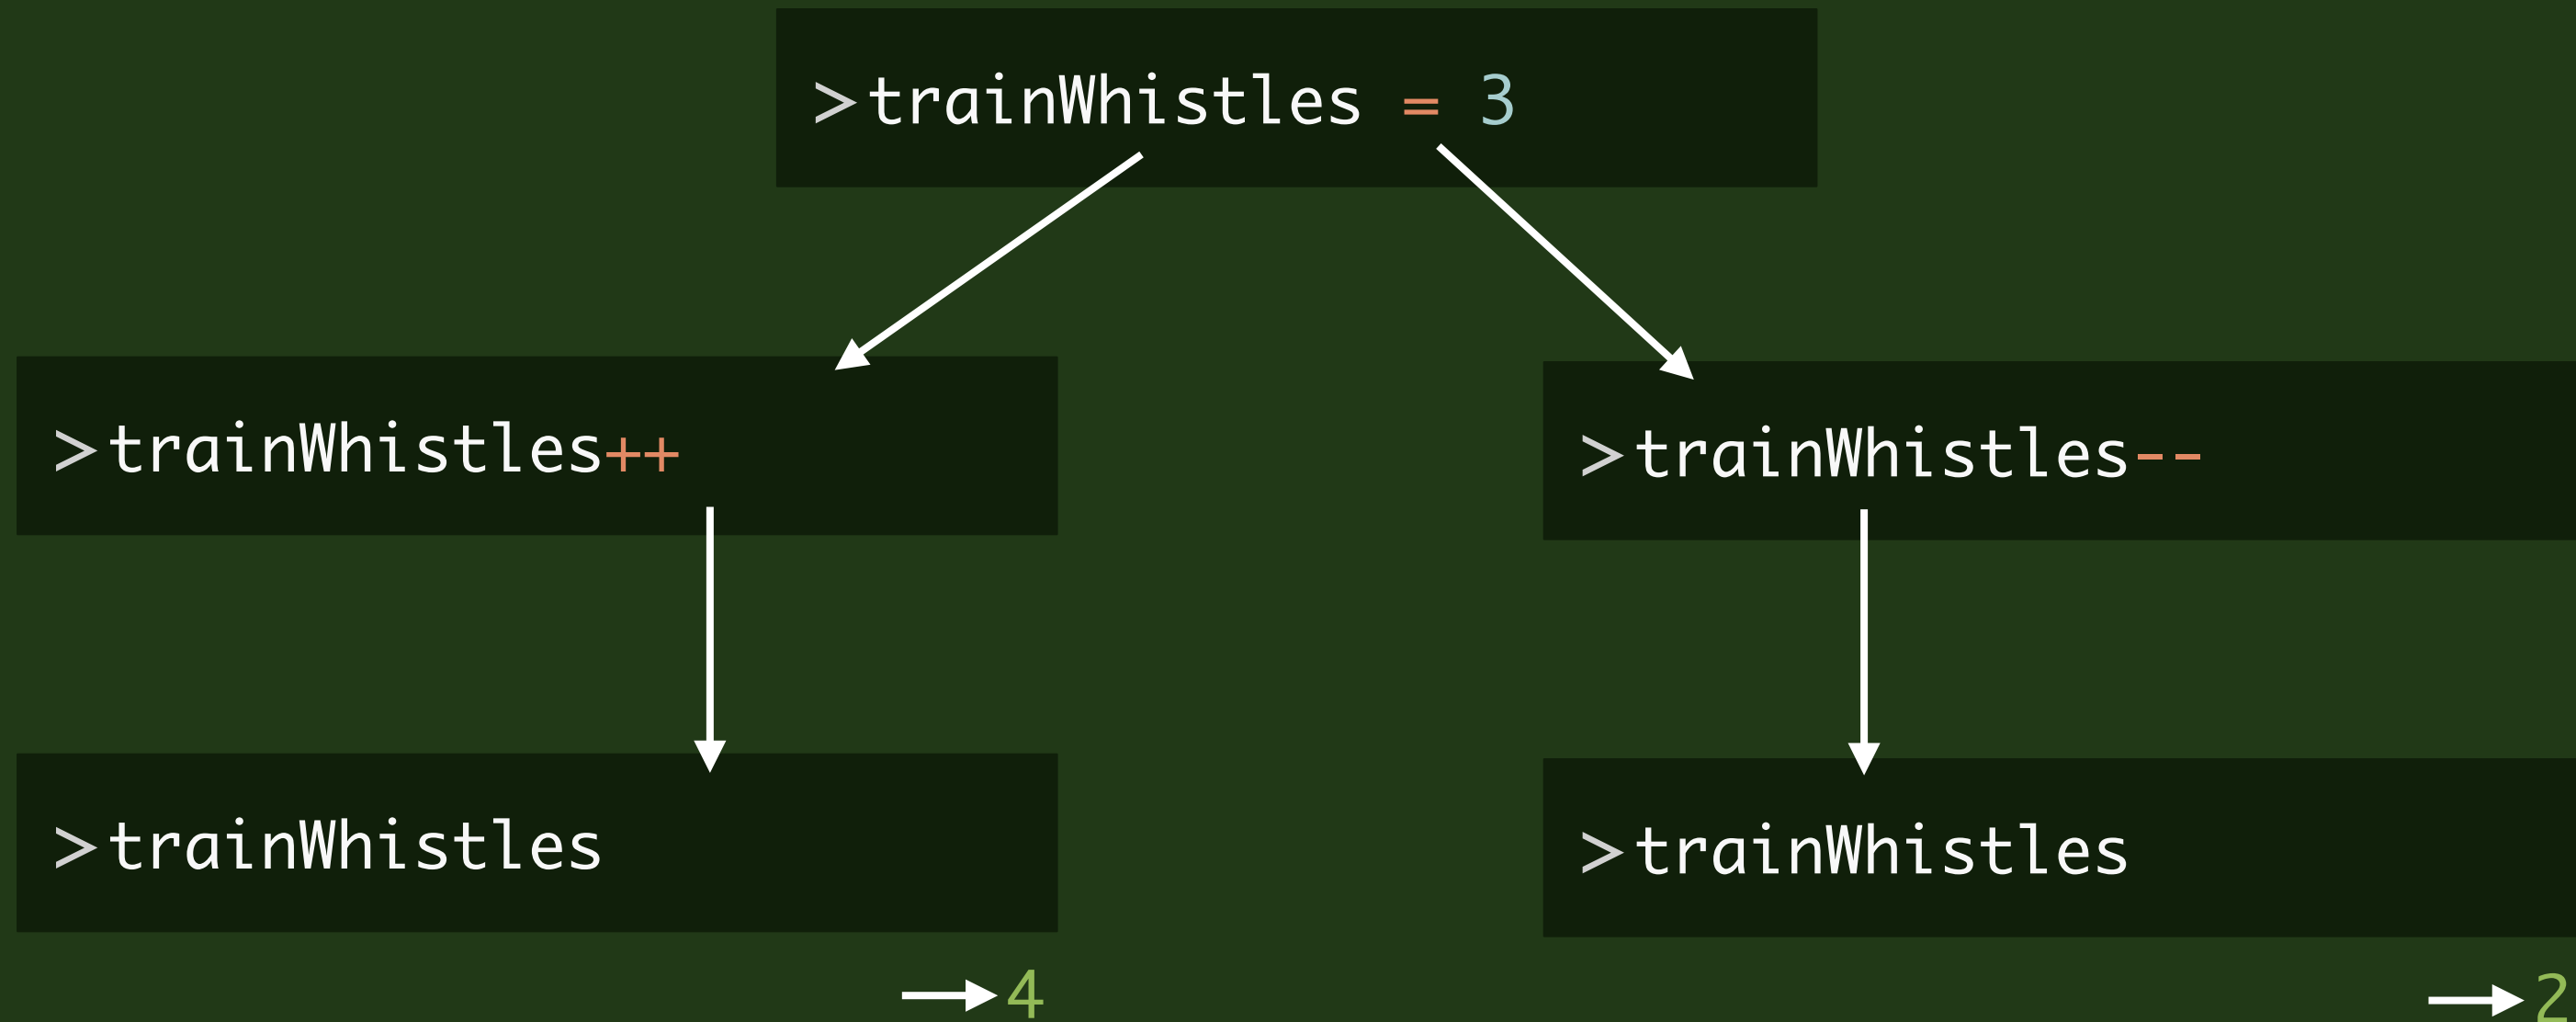 >trainWhistles = 3
>trainWhistles++
>trainWhistles--
>trainWhistles
>trainWhistles
4
2